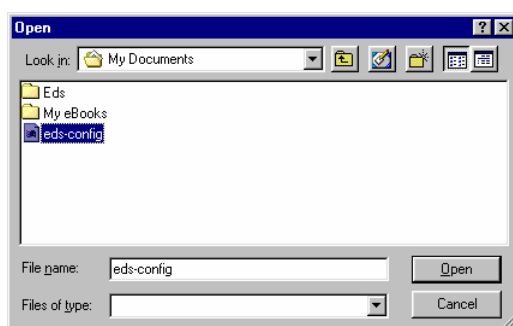 Open
Look in: My Documents
Eds
My eBooks
eds-config
File name: eds-config Open
Files of type: Cancel